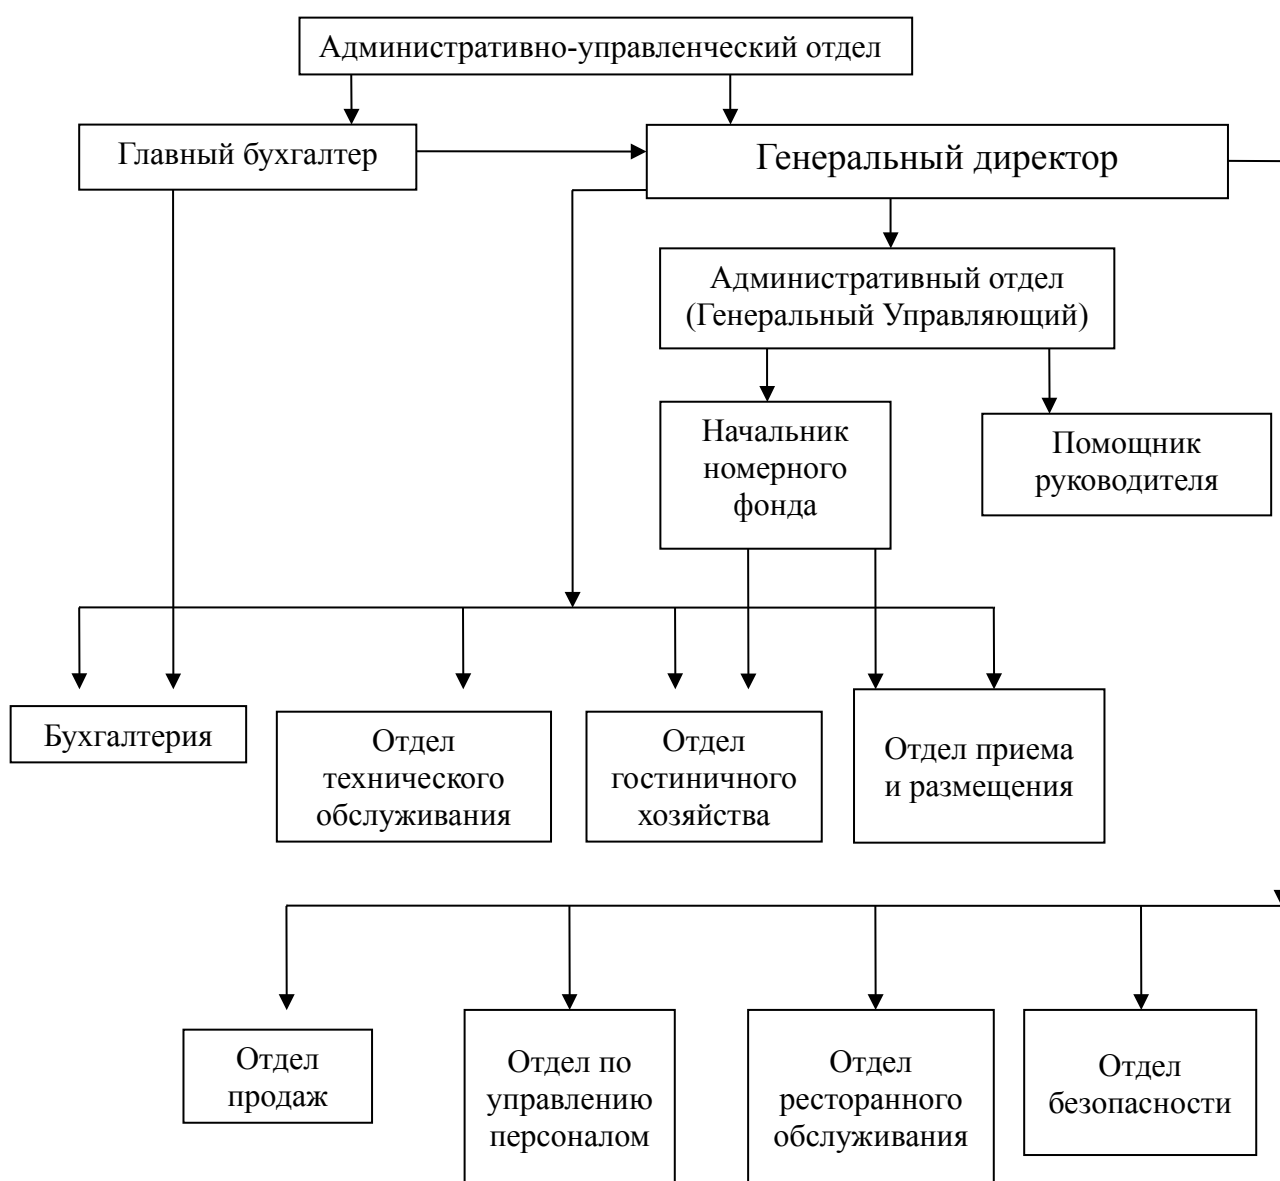 Административно-управленческий отдел
Главный бухгалтер
Генеральный директор
Административный отдел
(Генеральный Управляющий)
Начальник
номерного
фонда
Помощник
руководителя
Бухгалтерия
Отдел
технического
обслуживания
Отдел
гостиничного
хозяйства
Отдел приема
и размещения
Отдел
продаж
Отдел по
управлению
персоналом
Отдел
ресторанного
обслуживания
Отдел
безопасности